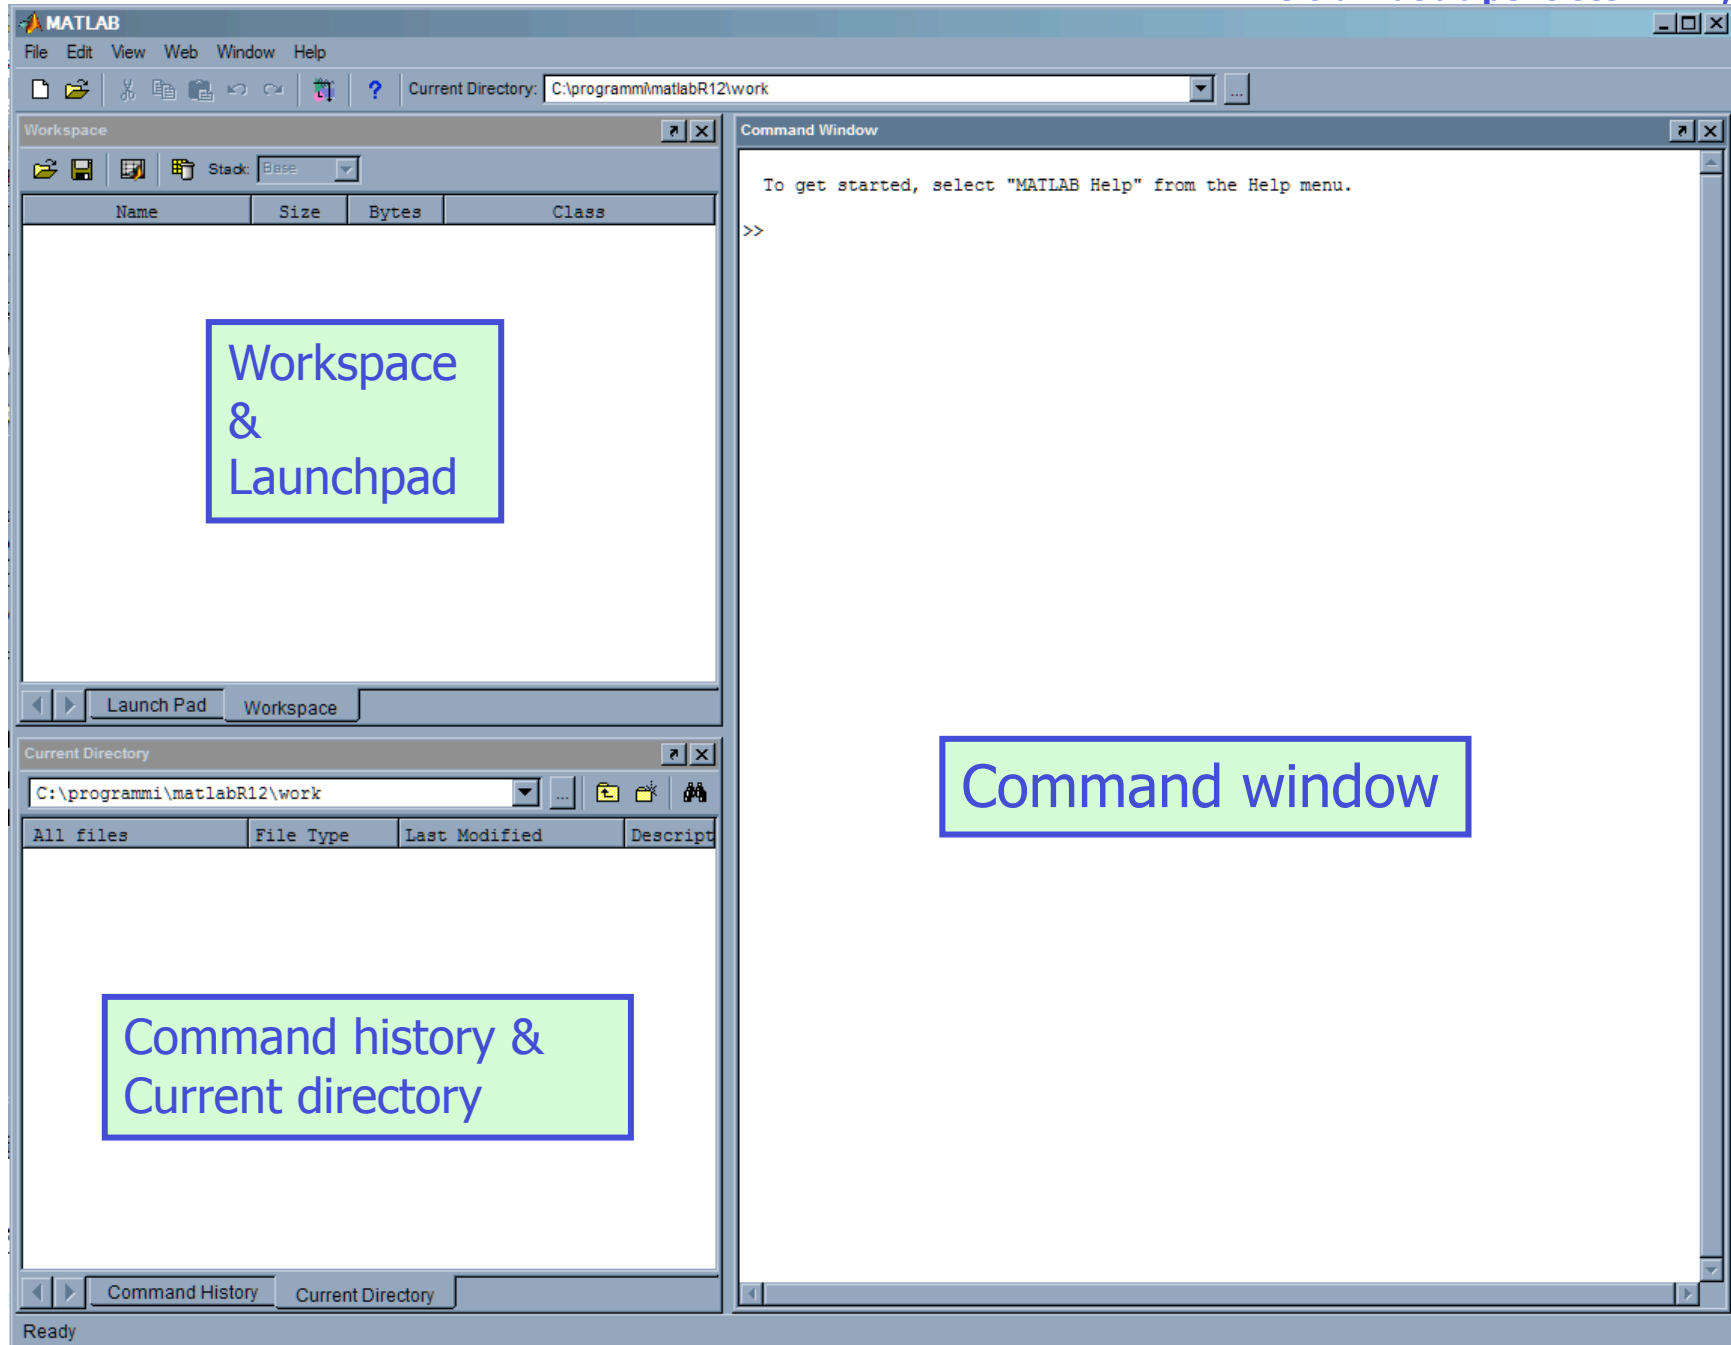 MATLAB
File Edit View Web Window Help
Current Directory: C:\programmi\matlabR12\work ...
Workspace
Stack: Base
Name Size Bytes Class
Workspace
&
Launchpad
Launch Pad Workspace
Current Directory
C:\programmi\matlabR12\work ...
All files File Type Last Modified Descript
Command history &
Current directory
Command History Current Directory
Command Window
To get started, select "MATLAB Help" from the Help menu.
>>
Command window
Ready